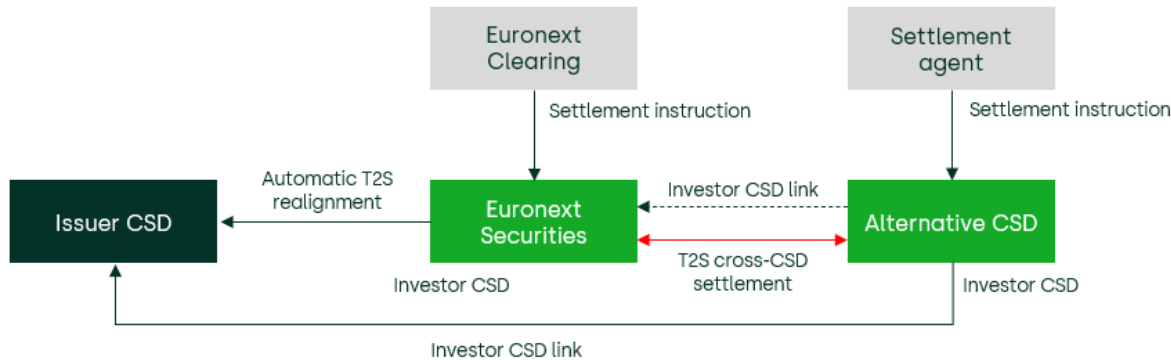 Euronext
Clearing
Settlement
agent
Settlement instruction
Settlement instruction
Automatic T2S
realignment
Investor CSD link
Issuer CSD
Euronext
Securities
Alternative CSD
T2S cross-CSD
settlement
Investor CSD
Investor CSD
Investor CSD link